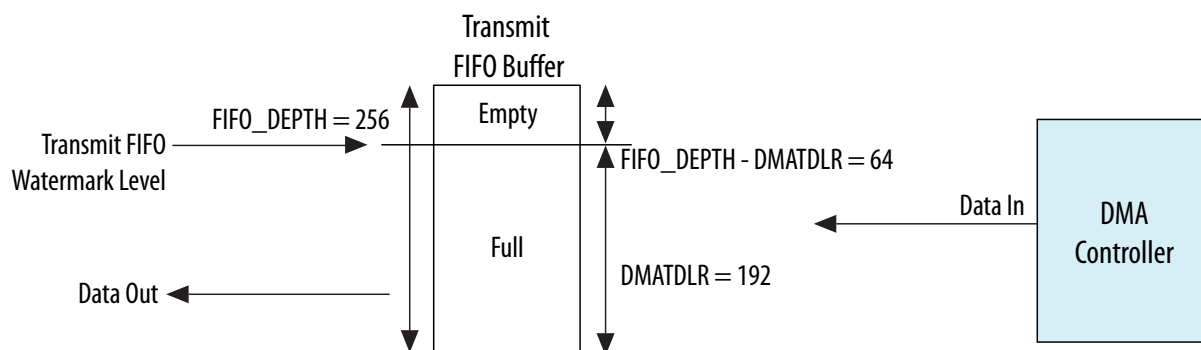 Transmit
FIFO Buffer
FIFO_DEPTH = 256
Empty
Transmit FIFO
Watermark Level
FIFO_DEPTH - DMATDLR = 64
Data In
DMA
Controller
Full
DMATDLR = 192
Data Out